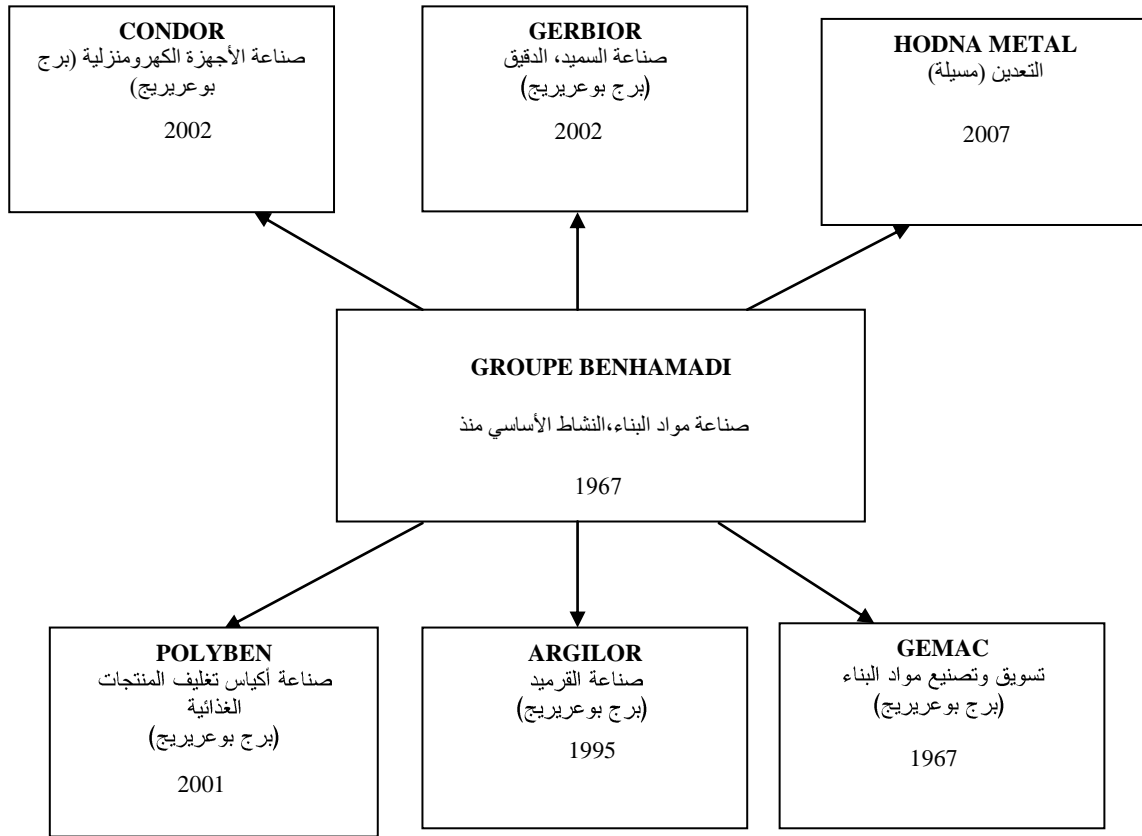 CONDOR
صناعة الأجهزة الكهرومنزلية (برج
بوعريريج)
2002
GERBIOR
صناعة السميد، الدقيق
(برج بوعريريج)
2002
HODNA METAL
التعدين (مسيلة)
2007
GROUPE BENHAMADI
صناعة مواد البناء،النشاط الأساسي منذ
1967
POLYBEN
صناعة أكياس تغليف المنتجات
الغذائية
(برج بوعريريج)
2001
ARGILOR
صناعة القرميد
(برج بوعريريج)
1995
GEMAC
تسويق وتصنيع مواد البناء
(برج بوعريريج)
1967